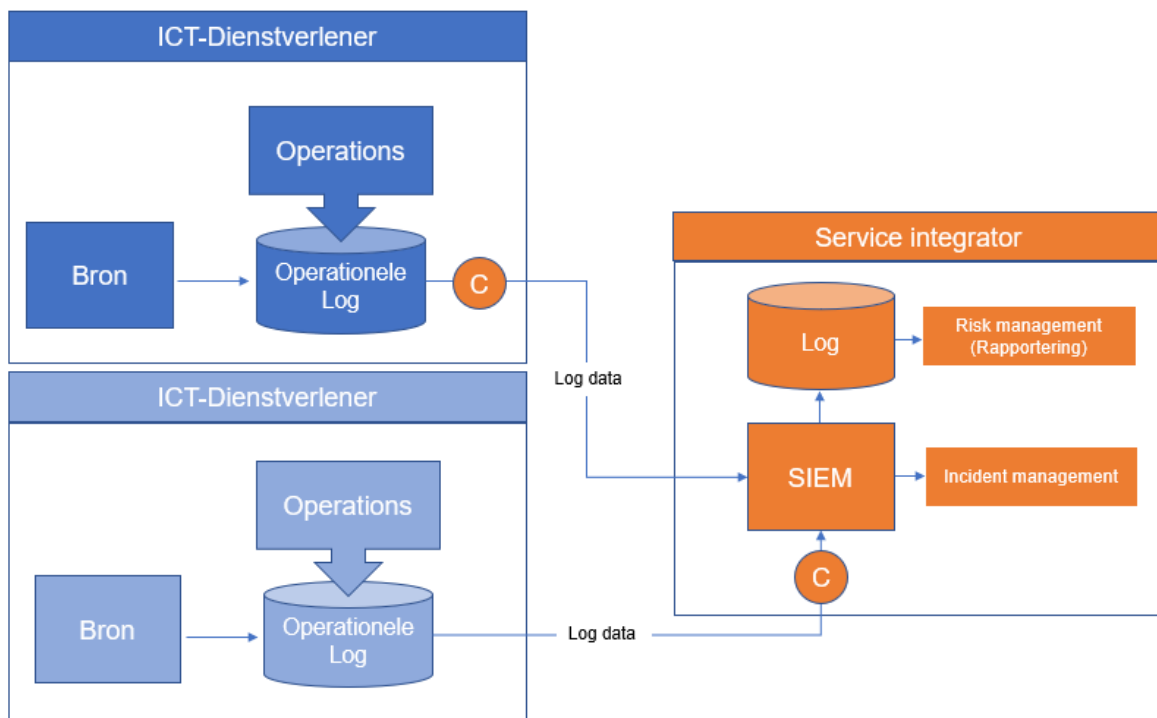 ICT-Dienstverlener
Operations
Bron
Operationele
Log
C
Log data
ICT-Dienstverlener
Operations
Bron
Operationele
Log
Log data
Service integrator
Log
Risk management
(Rapportering)
SIEM
Incident management
C